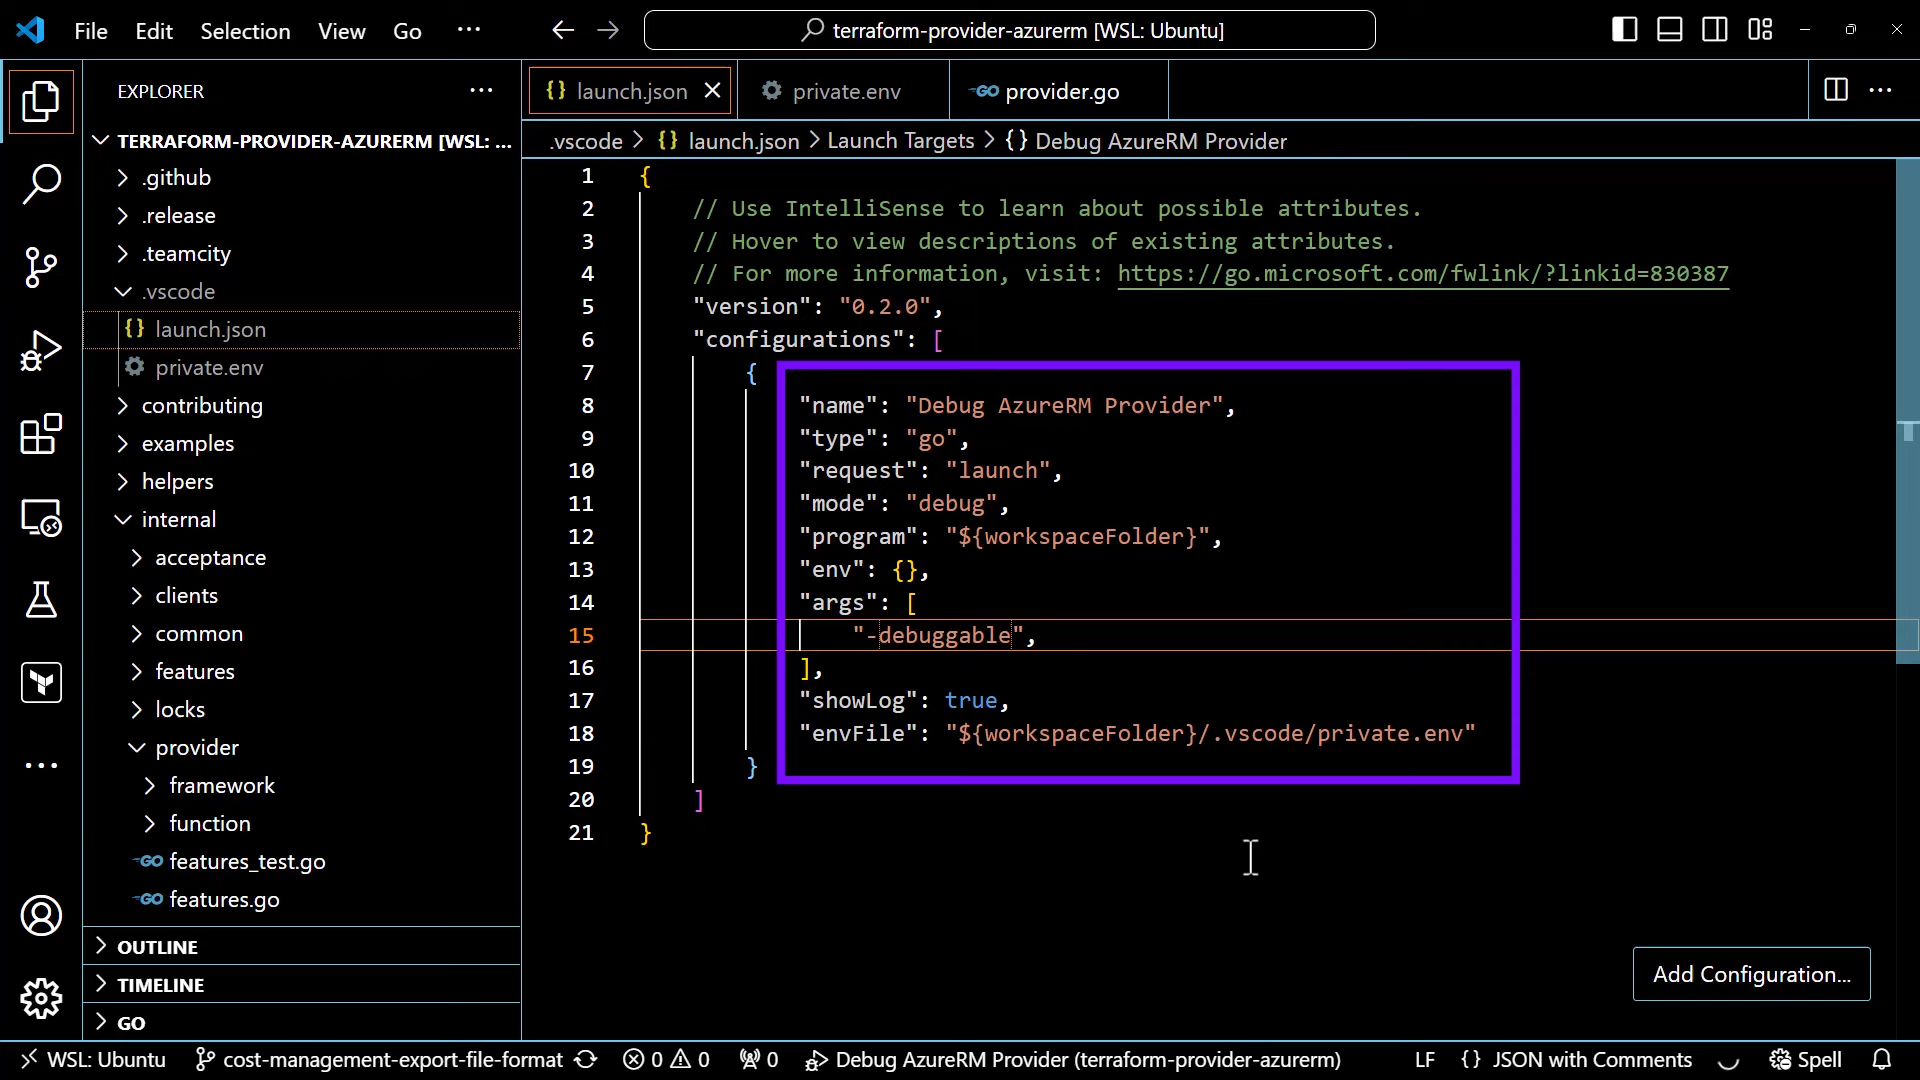 File Edit Selection View Go ···
terraform-provider-azurerm [WSL: Ubuntu]
EXPLORER
TERRAFORM-PROVIDER-AZURERM [WSL: ...
.github
.release
.teamcity
.vscode
{} launch.json
private.env
contributing
examples
helpers
internal
acceptance
clients
common
features
locks
provider
framework
function
GO features_test.go
GO features.go
OUTLINE
TIMELINE
GO
{} launch.json
private.env
GO provider.go
.vscode > {} launch.json > Launch Targets > {} Debug AzureRM Provider
1 {
2 // Use IntelliSense to learn about possible attributes.
3 // Hover to view descriptions of existing attributes.
4 // For more information, visit: https://go.microsoft.com/fwlink/?linkid=830387
5 "version": "0.2.0",
6 "configurations": [
7 {
8 "name": "Debug AzureRM Provider",
9 "type": "go",
10 "request": "launch",
11 "mode": "debug",
12 "program": "${workspaceFolder}",
13 "env": {},
14 "args": [
15 "-debuggable",
16 ],
17 "showLog": true,
18 "envFile": "${workspaceFolder}/.vscode/private.env"
19 }
20 ]
21 }
Add Configuration...
WSL: Ubuntu cost-management-export-file-format 0 0 0 Debug AzureRM Provider (terraform-provider-azurerm) LF {} JSON with Comments Spell